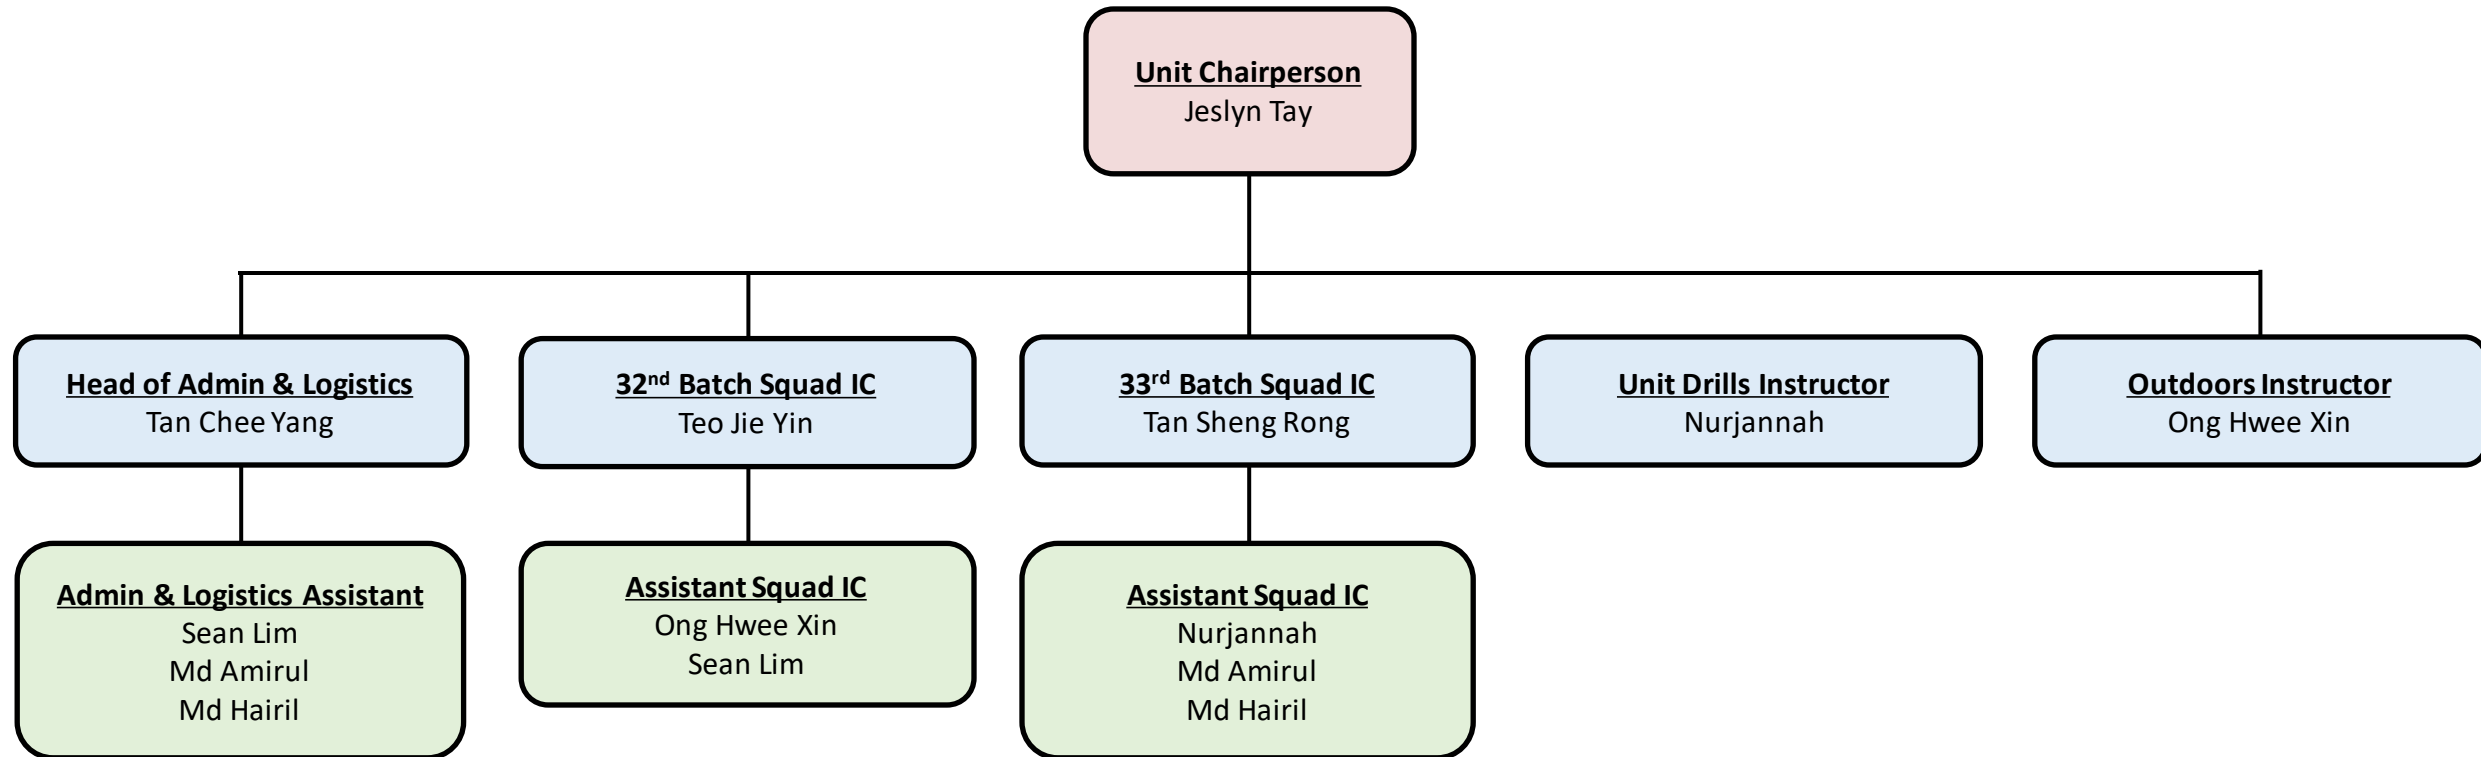 Unit Chairperson
Jeslyn Tay
Head of Admin & Logistics
Tan Chee Yang
32nd Batch Squad IC
Teo Jie Yin
33rd Batch Squad IC
Tan Sheng Rong
Unit Drills Instructor
Nurjannah
Outdoors Instructor
Ong Hwee Xin
Admin & Logistics Assistant
Sean Lim
Md Amirul
Md Hairil
Assistant Squad IC
Ong Hwee Xin
Sean Lim
Assistant Squad IC
Nurjannah
Md Amirul
Md Hairil